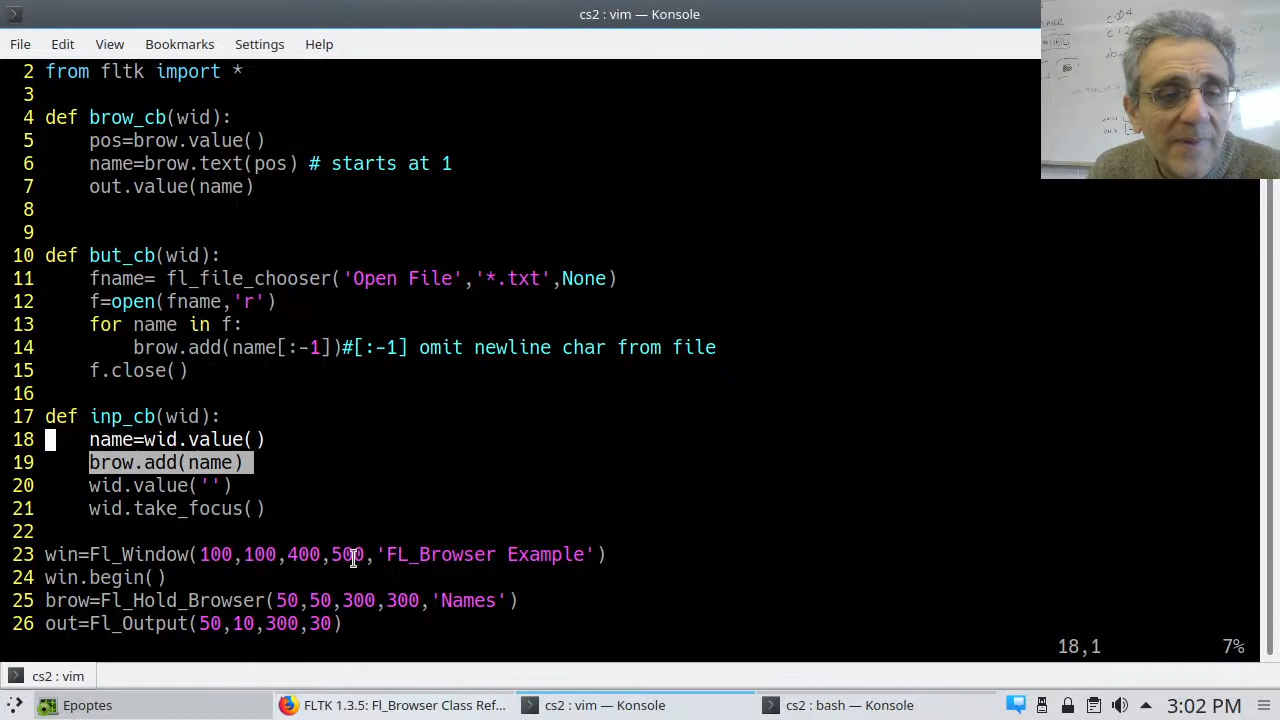 cs2 : vim — Konsole
File Edit View Bookmarks Settings Help
2 from fltk import *
3
4 def brow_cb(wid):
5     pos=brow.value()
6     name=brow.text(pos) # starts at 1
7     out.value(name)
8
9
10 def but_cb(wid):
11     fname= fl_file_chooser('Open File','*.txt',None)
12     f=open(fname,'r')
13     for name in f:
14         brow.add(name[:-1])#[:-1] omit newline char from file
15     f.close()
16
17 def inp_cb(wid):
18     name=wid.value()
19     brow.add(name)
20     wid.value('')
21     wid.take_focus()
22
23 win=Fl_Window(100,100,400,500,'FL_Browser Example')
24 win.begin()
25 brow=Fl_Hold_Browser(50,50,300,300,'Names')
26 out=Fl_Output(50,10,300,30)
18,1 7%
cs2 : vim
Epoptes FLTK 1.3.5: Fl_Browser Class Ref... cs2 : vim — Konsole cs2 : bash — Konsole 3:02 PM